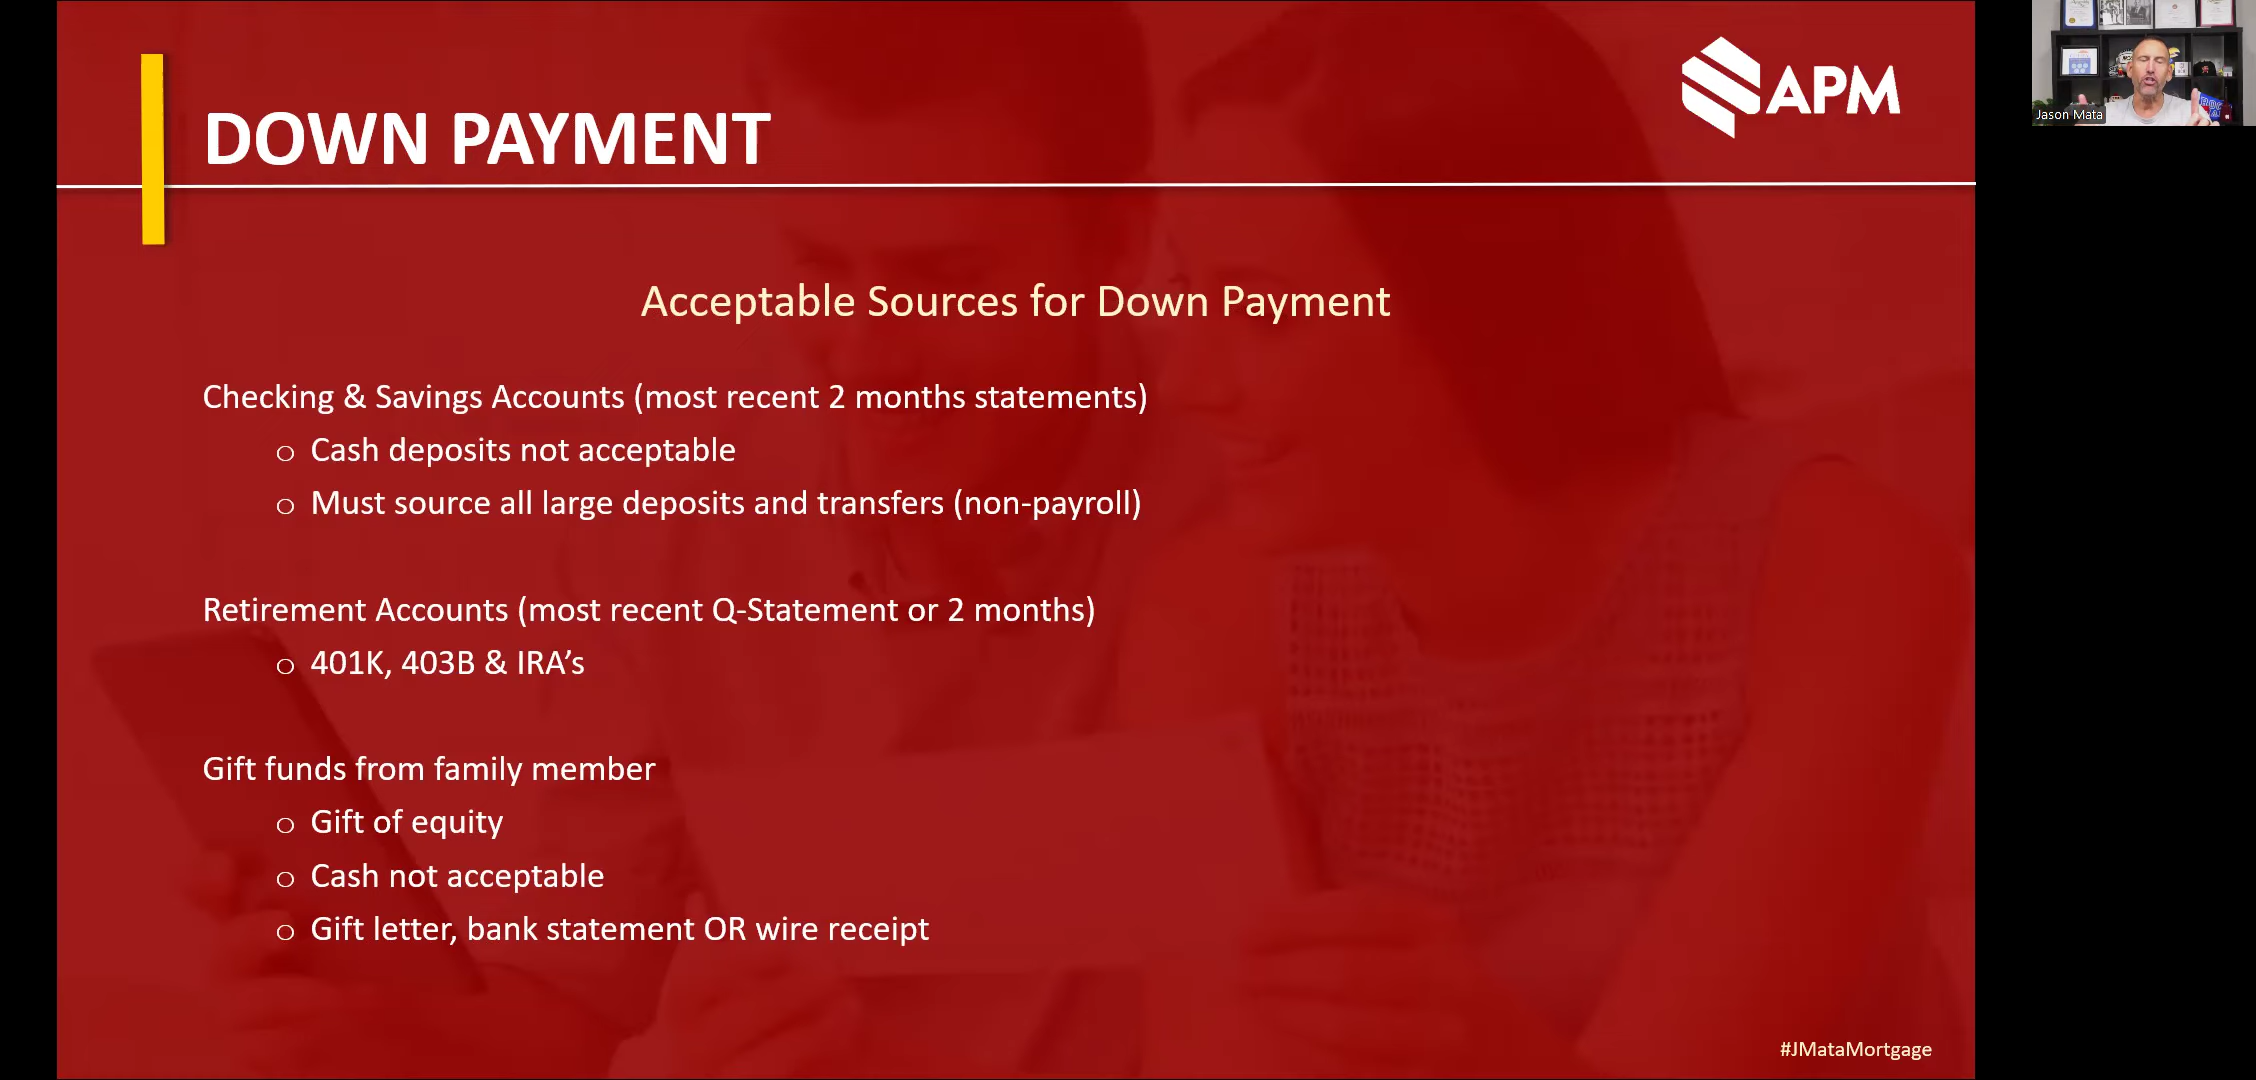 DOWN PAYMENT
APM
Jason Mata
Acceptable Sources for Down Payment
Checking & Savings Accounts (most recent 2 months statements)
o Cash deposits not acceptable
o Must source all large deposits and transfers (non-payroll)
Retirement Accounts (most recent Q-Statement or 2 months)
o 401K, 403B & IRA’s
Gift funds from family member
o Gift of equity
o Cash not acceptable
o Gift letter, bank statement OR wire receipt
#JMataMortgage